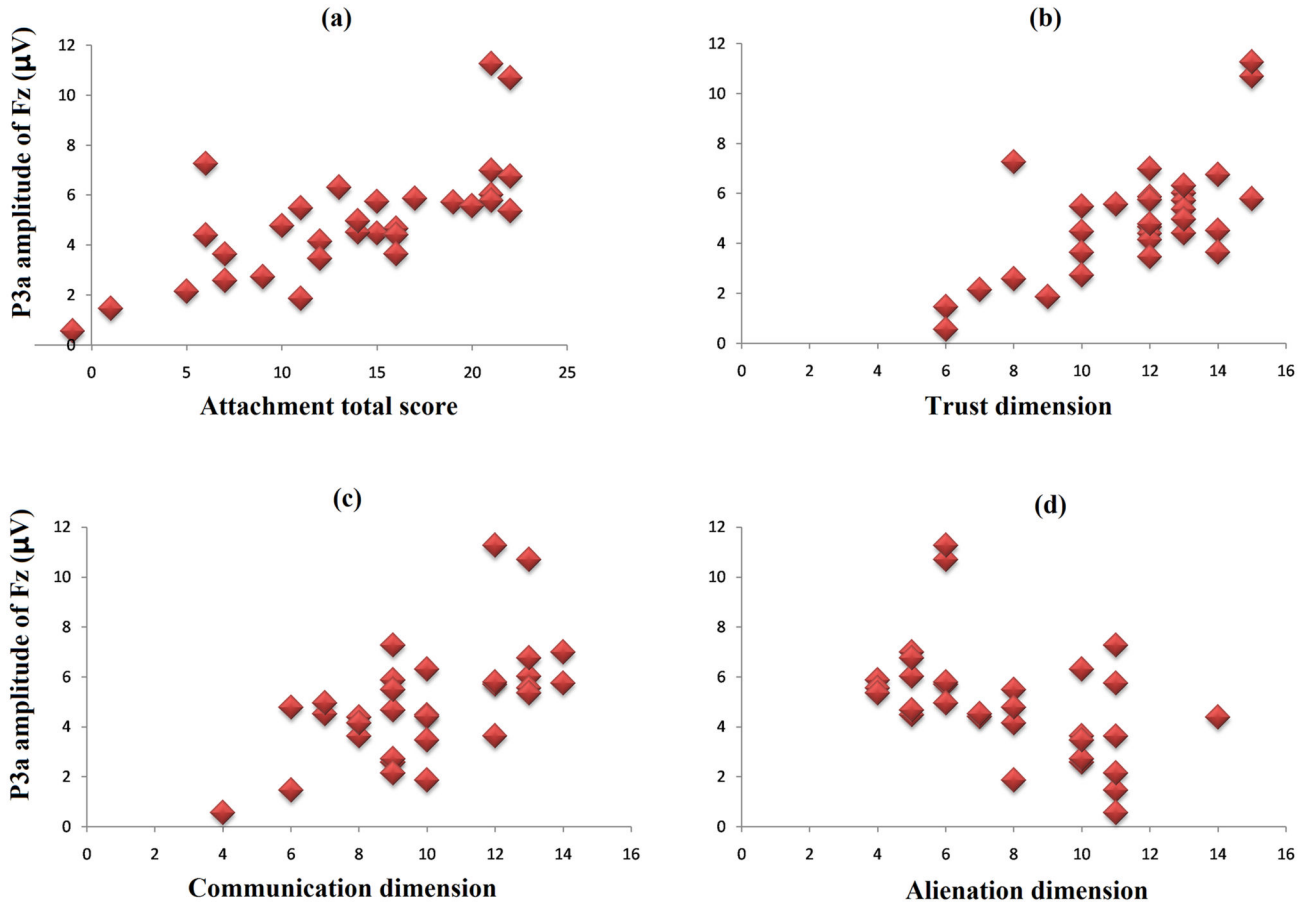 (a)
P3a amplitude of Fz (μV)
12
10
8
6
4
2
0
0 5 10 15 20 25
Attachment total score
(b)
12
10
8
6
4
2
0
0 2 4 6 8 10 12 14 16
Trust dimension
(c)
P3a amplitude of Fz (μV)
12
10
8
6
4
2
0
0 2 4 6 8 10 12 14 16
Communication dimension
(d)
12
10
8
6
4
2
0
0 2 4 6 8 10 12 14 16
Alienation dimension